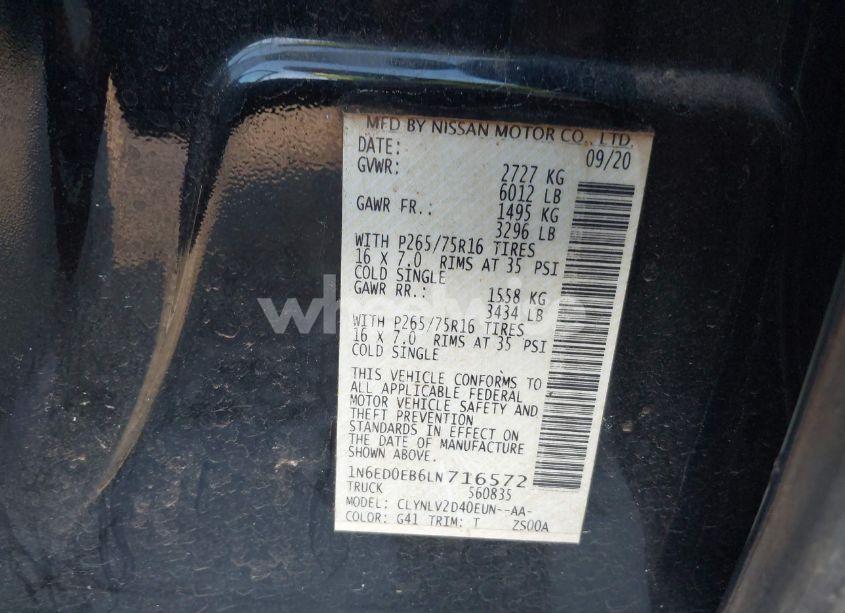 MFD BY NISSAN MOTOR CO., LTD.
DATE: 09/20
GVWR: 2727 KG
6012 LB
GAWR FR.: 1495 KG
3296 LB
WITH P265/75R16 TIRES
16 X 7.0 RIMS AT 35 PSI
COLD SINGLE
GAWR RR.: 1558 KG
3434 LB
WITH P265/75R16 TIRES
16 X 7.0 RIMS AT 35 PSI
COLD SINGLE
THIS VEHICLE CONFORMS TO
ALL APPLICABLE FEDERAL
MOTOR VEHICLE SAFETY AND
THEFT PREVENTION
STANDARDS IN EFFECT ON
THE DATE OF MANUFACTURE
SHOWN ABOVE.
1N6ED0EB6LN716572
TRUCK 560835
MODEL: CLYNLV2D40EUN--AA-
COLOR: G41 TRIM: T ZS00A